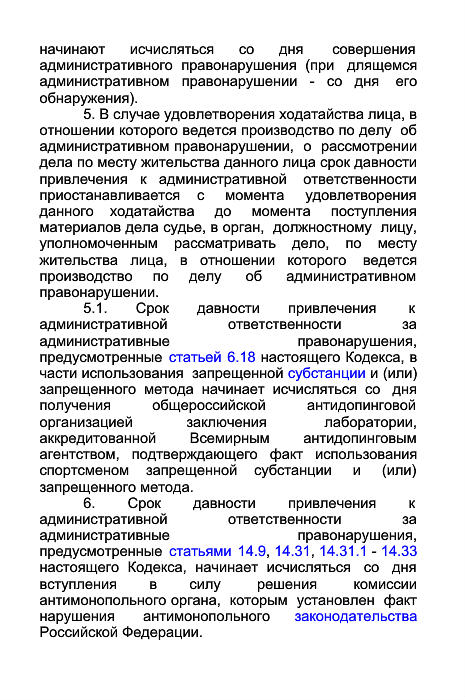 начинают исчисляться со дня совершения
административного правонарушения (при длящемся
административном правонарушении - со дня его
обнаружения).
5. В случае удовлетворения ходатайства лица, в
отношении которого ведется производство по делу об
административном правонарушении, о рассмотрении
дела по месту жительства данного лица срок давности
привлечения к административной ответственности
приостанавливается с момента удовлетворения
данного ходатайства до момента поступления
материалов дела судье, в орган, должностному лицу,
уполномоченным рассматривать дело, по месту
жительства лица, в отношении которого ведется
производство по делу об административном
правонарушении.
5.1. Срок давности привлечения к
административной ответственности за
административные правонарушения,
предусмотренные статьей 6.18 настоящего Кодекса, в
части использования запрещенной субстанции и (или)
запрещенного метода начинает исчисляться со дня
получения общероссийской антидопинговой
организацией заключения лаборатории,
аккредитованной Всемирным антидопинговым
агентством, подтверждающего факт использования
спортсменом запрещенной субстанции и (или)
запрещенного метода.
6. Срок давности привлечения к
административной ответственности за
административные правонарушения,
предусмотренные статьями 14.9, 14.31, 14.31.1 - 14.33
настоящего Кодекса, начинает исчисляться со дня
вступления в силу решения комиссии
антимонопольного органа, которым установлен факт
нарушения антимонопольного законодательства
Российской Федерации.